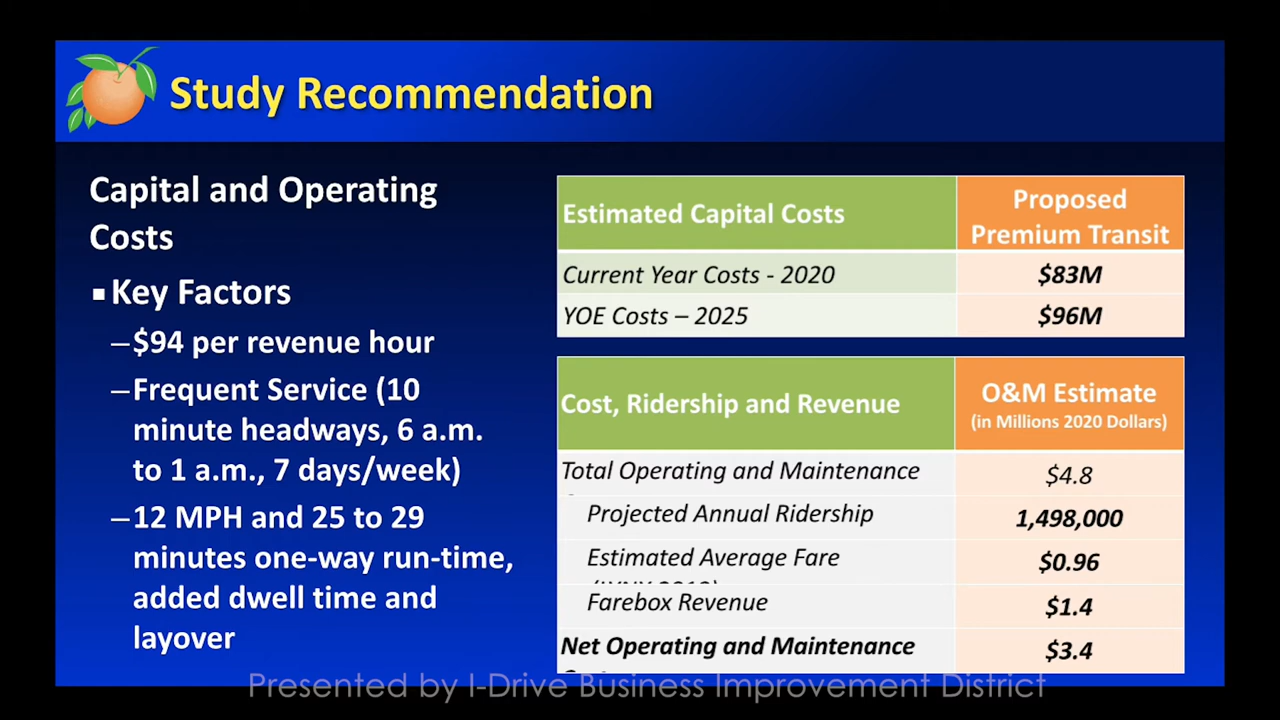 Study Recommendation
Capital and Operating
Costs
▪Key Factors
–$94 per revenue hour
–Frequent Service (10
minute headways, 6 a.m.
to 1 a.m., 7 days/week)
–12 MPH and 25 to 29
minutes one-way run-time,
added dwell time and
layover
Estimated Capital Costs
Proposed
Premium Transit
Current Year Costs - 2020 $83M
YOE Costs – 2025 $96M
Cost, Ridership and Revenue
O&M Estimate
(in Millions 2020 Dollars)
Total Operating and Maintenance $4.8
Projected Annual Ridership 1,498,000
Estimated Average Fare $0.96
Farebox Revenue $1.4
Net Operating and Maintenance $3.4
Presented by I-Drive Business Improvement District